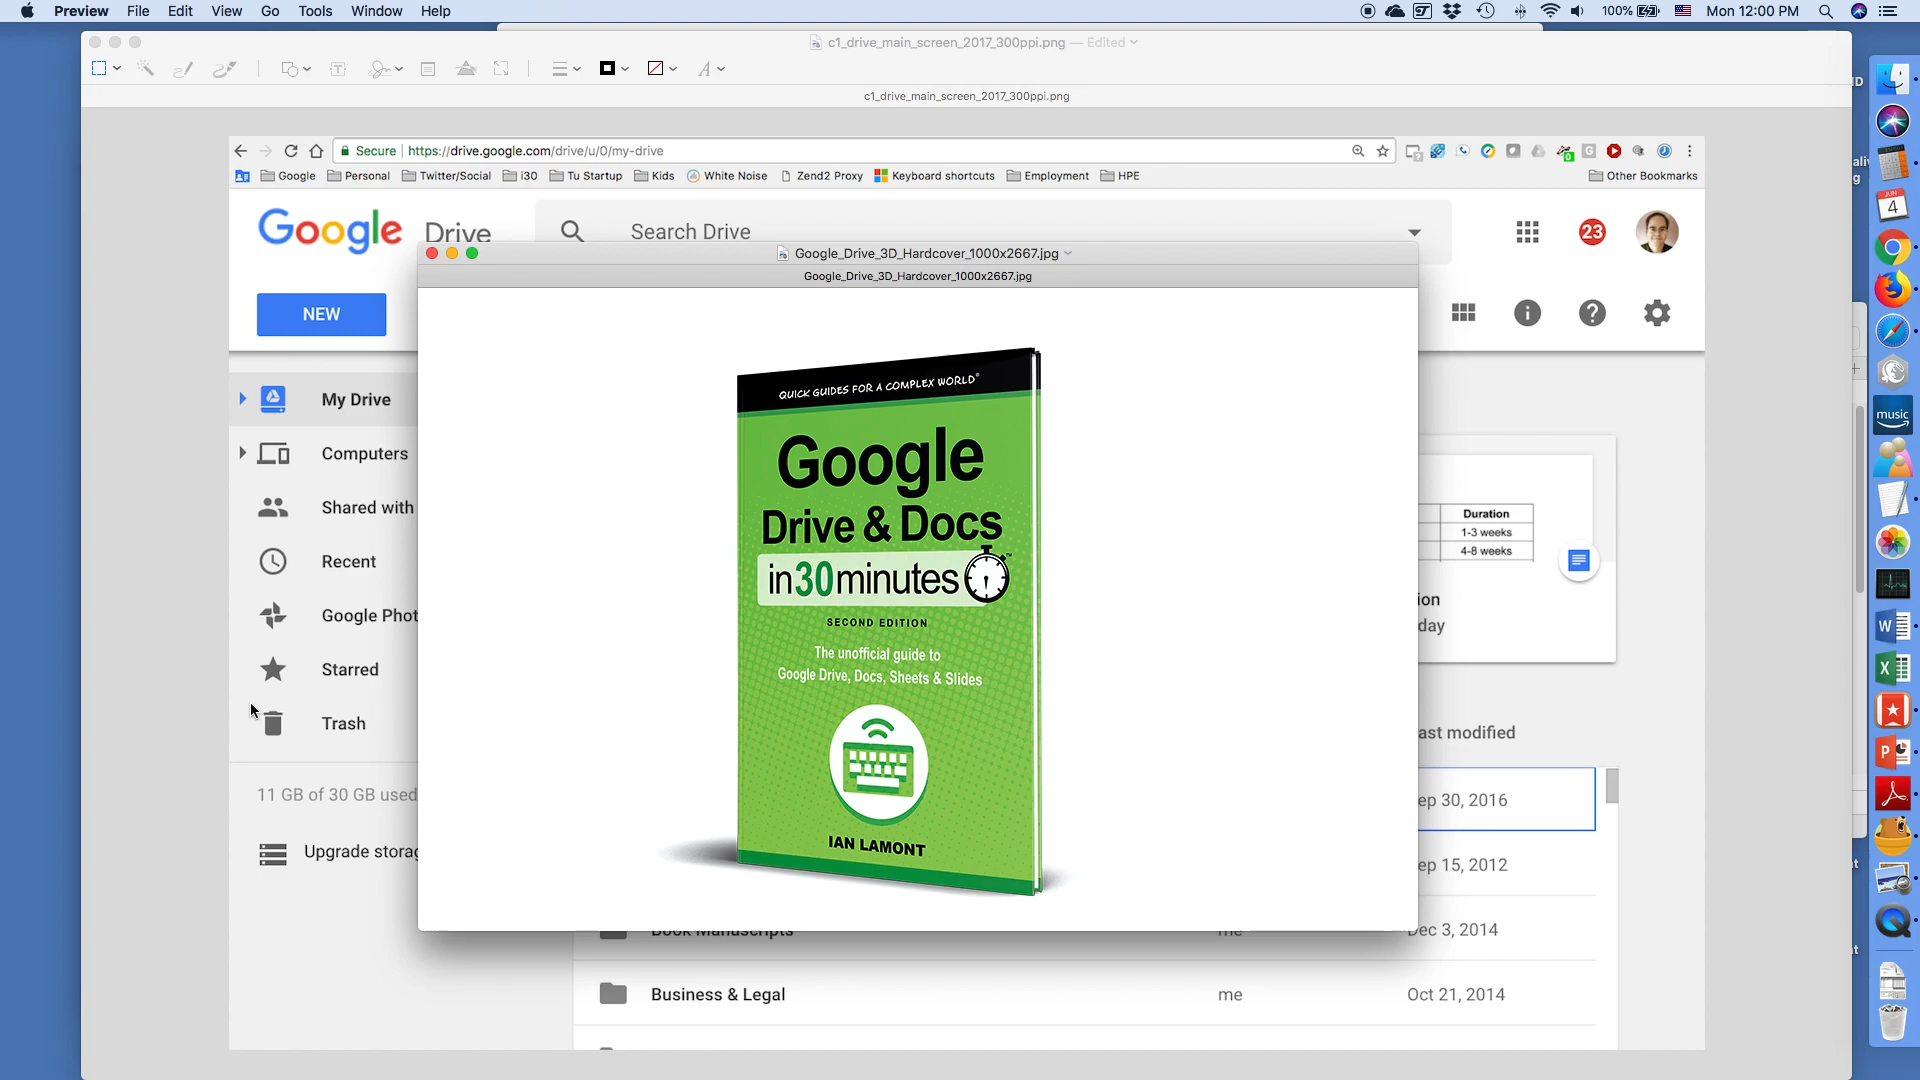 Preview File Edit View Go Tools Window Help
100% Mon 12:00 PM
c1_drive_main_screen_2017_300ppi.png — Edited
c1_drive_main_screen_2017_300ppi.png
Secure https://drive.google.com/drive/u/0/my-drive
Google Personal Twitter/Social i30 Tu Startup Kids White Noise Zend2 Proxy Keyboard shortcuts Employment HPE Other Bookmarks
Google Drive
Search Drive
23
Google_Drive_3D_Hardcover_1000x2667.jpg
Google_Drive_3D_Hardcover_1000x2667.jpg
NEW
My Drive
Computers
Shared with
Recent
Google Phot
Starred
Trash
11 GB of 30 GB used
Upgrade storag
QUICK GUIDES FOR A COMPLEX WORLD®
Google
Drive & Docs
in30minutes™
SECOND EDITION
The unofficial guide to
Google Drive, Docs, Sheets & Slides
IAN LAMONT
Duration
1-3 weeks
4-8 weeks
ion
day
ast modified
ep 30, 2016
ep 15, 2012
Book Manuscripts me Dec 3, 2014
Business & Legal me Oct 21, 2014
JUN
4
music